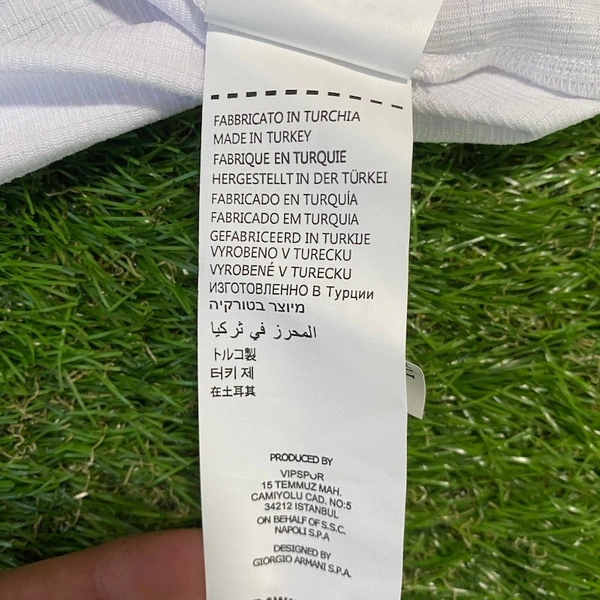 FABBRICATO IN TURCHIA
MADE IN TURKEY
FABRIQUE EN TURQUIE
HERGESTELLT IN DER TÜRKEI
FABRICADO EN TURQUÍA
FABRICADO EM TURQUIA
GEFABRICEERD IN TURKIJE
VYROBENO V TURECKU
VYROBENÉ V TURECKU
ИЗГОТОВЛЕННО В Турции
מיוצר בטורקיה
المحرز في تركيا
トルコ製
터키 제
在土耳其
PRODUCED BY
VIPSPOR
15 TEMMUZ MAH.
CAMIYOLU CAD. NO:5
34212 ISTANBUL
ON BEHALF OF S.S.C.
NAPOLI S.P.A
DESIGNED BY
GIORGIO ARMANI S.P.A.